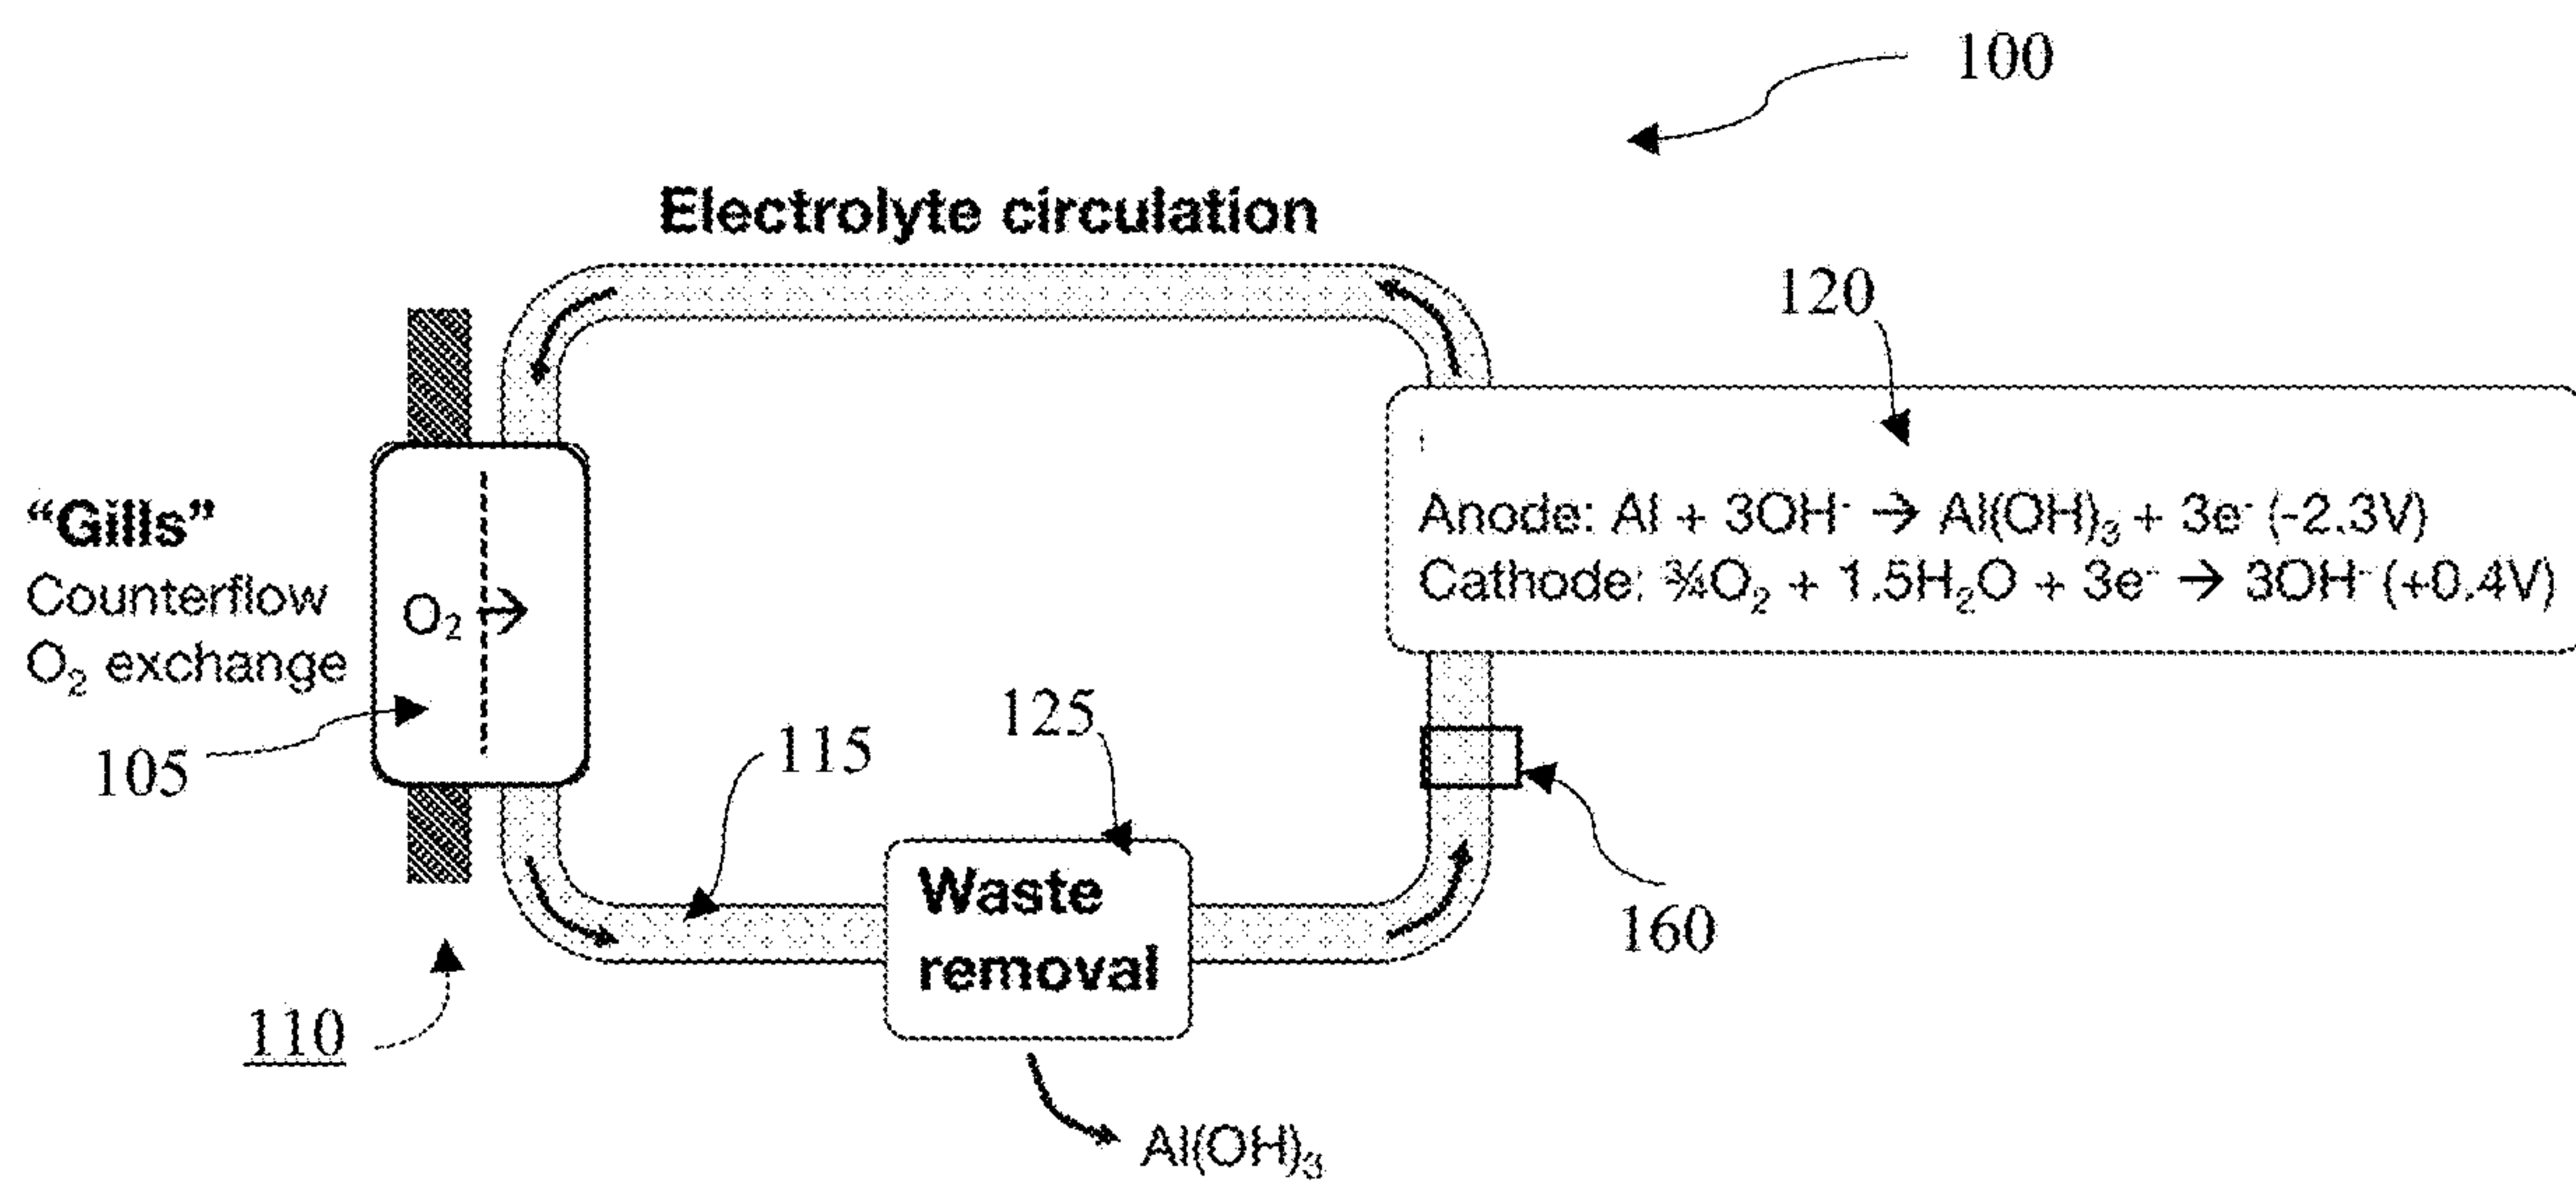 100
Electrolyte circulation
120
Anode: Al + 3OH⁻ → Al(OH)₃ + 3e⁻ (-2.3V)
Cathode: ¾O₂ + 1.5H₂O + 3e⁻ → 3OH⁻ (+0.4V)
“Gills”
Counterflow
O₂ exchange
O₂ →
105
115
125
Waste
removal
160
110
Al(OH)₃